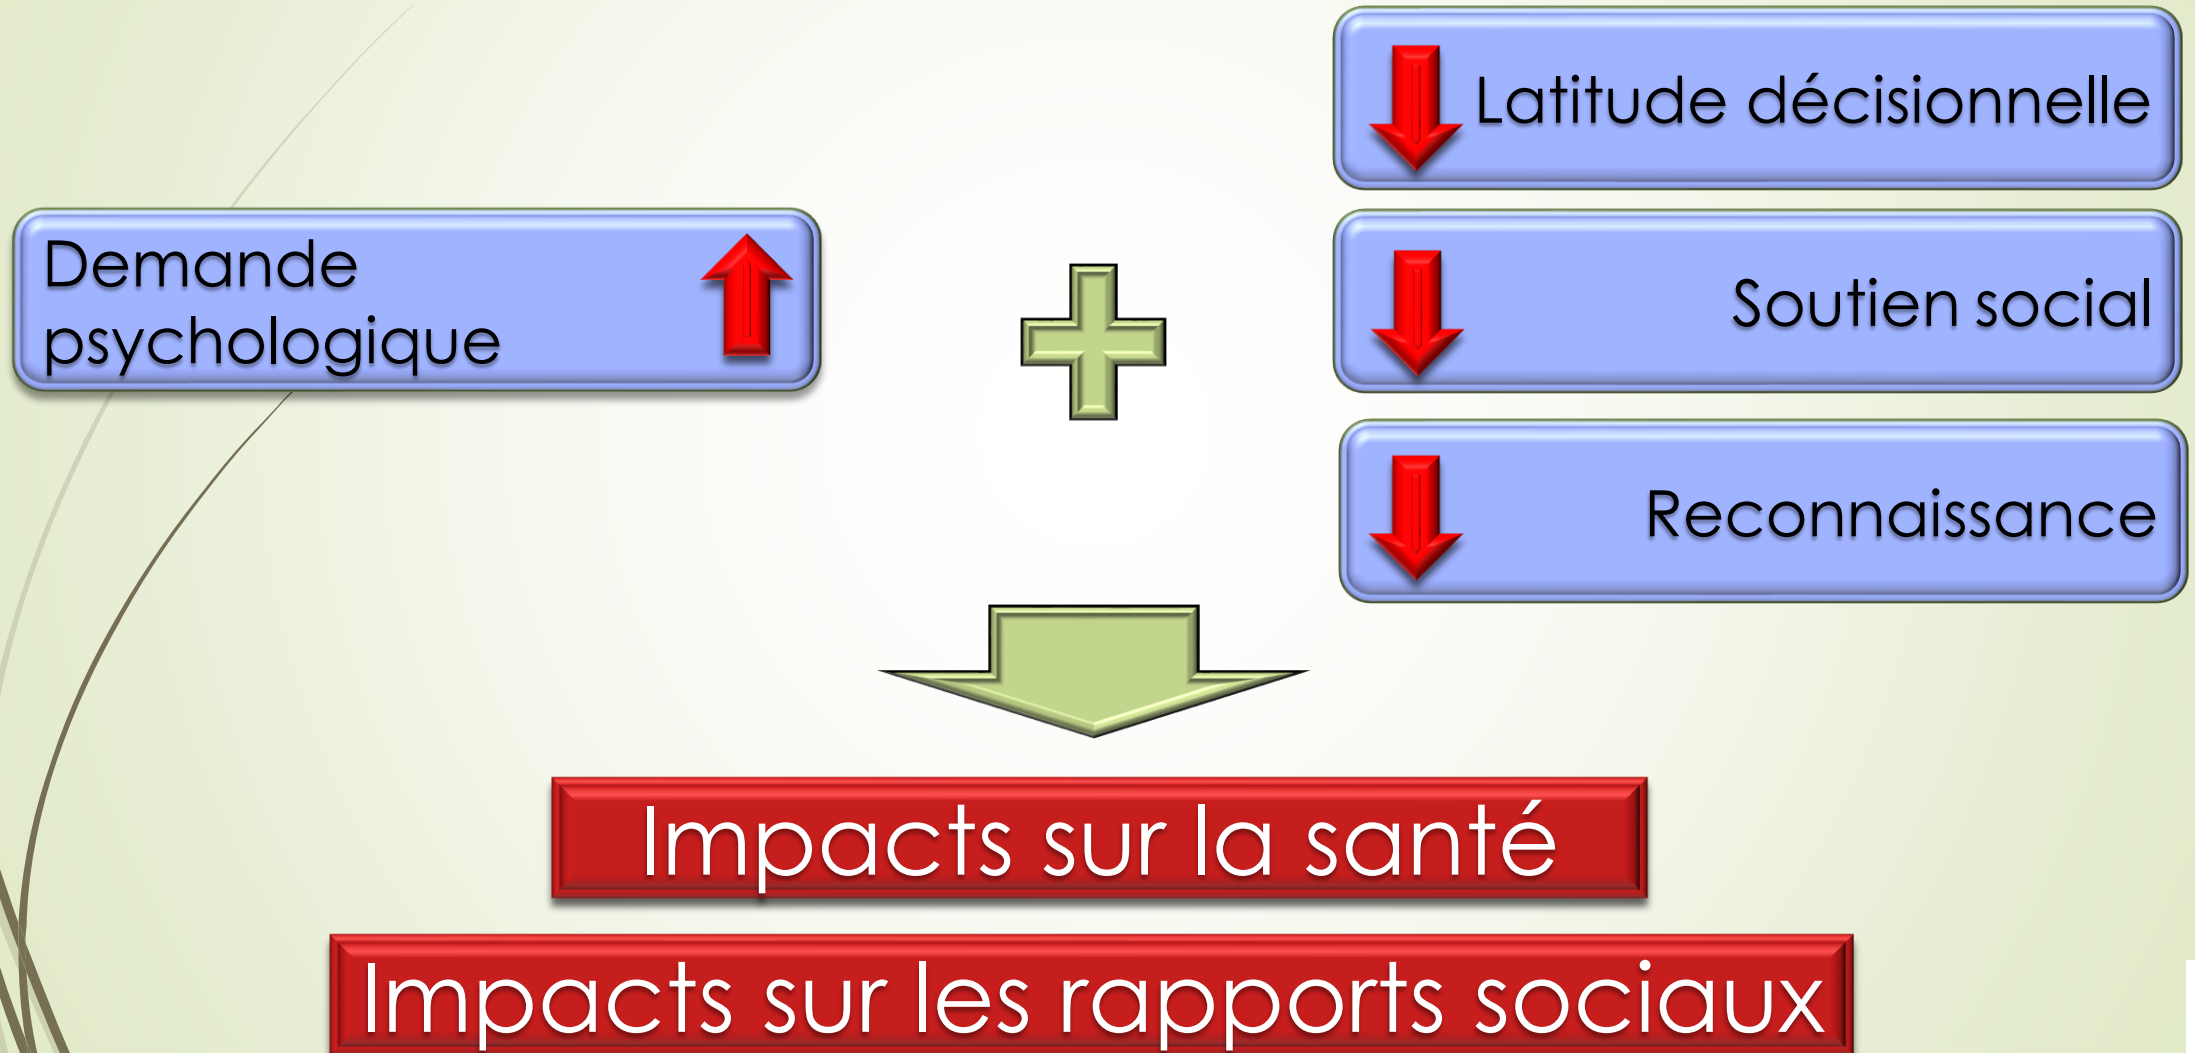 Latitude décisionnelle
Demande
psychologique
Soutien social
Reconnaissance
Impacts sur la santé
Impacts sur les rapports sociaux